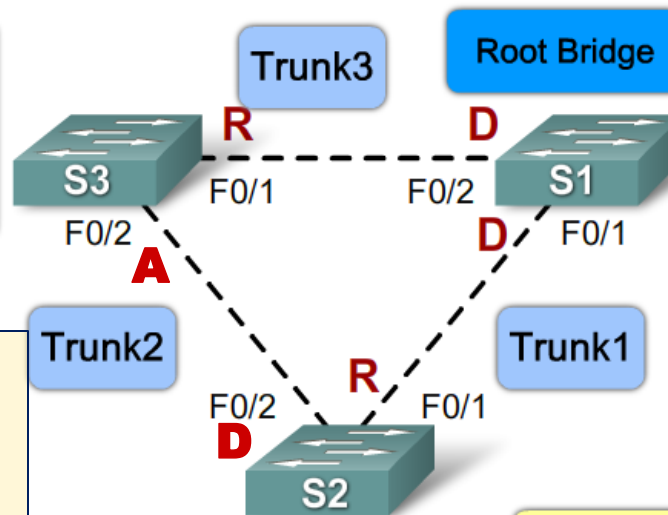 Trunk3
Root Bridge
R
D
S3
S1
F0/1
F0/2
F0/2
D
F0/1
A
Trunk2
Trunk1
R
F0/2
F0/1
D
S2